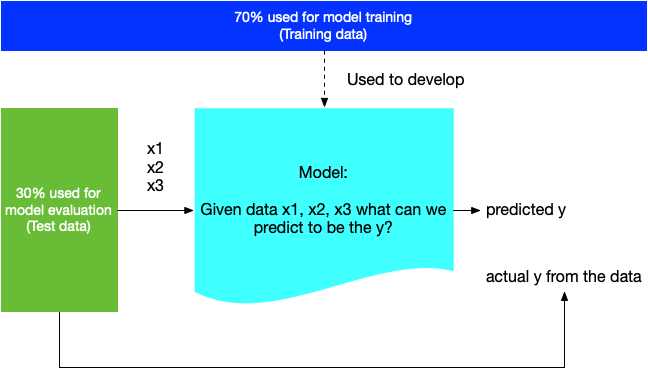 70% used for model training
(Training data)
Used to develop
x1
x2
x3
30% used for
model evaluation
(Test data)
Model:
Given data x1, x2, x3 what can we
predict to be the y?
predicted y
actual y from the data